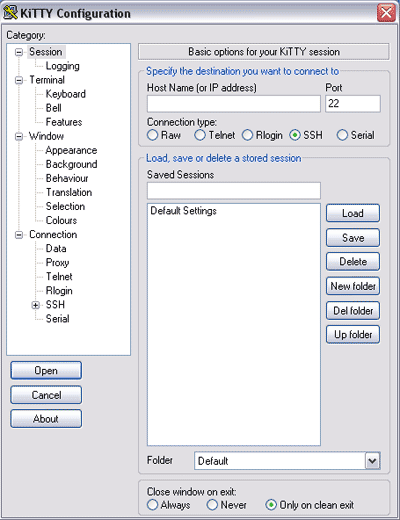 KiTTY Configuration
Category:
Session
Logging
Terminal
Keyboard
Bell
Features
Window
Appearance
Background
Behaviour
Translation
Selection
Colours
Connection
Data
Proxy
Telnet
Rlogin
SSH
Serial
Open
Cancel
About
Basic options for your KiTTY session
Specify the destination you want to connect to
Host Name (or IP address) Port
22
Connection type:
Raw Telnet Rlogin SSH Serial
Load, save or delete a stored session
Saved Sessions
Default Settings
Load
Save
Delete
New folder
Del folder
Up folder
Folder Default
Close window on exit:
Always Never Only on clean exit